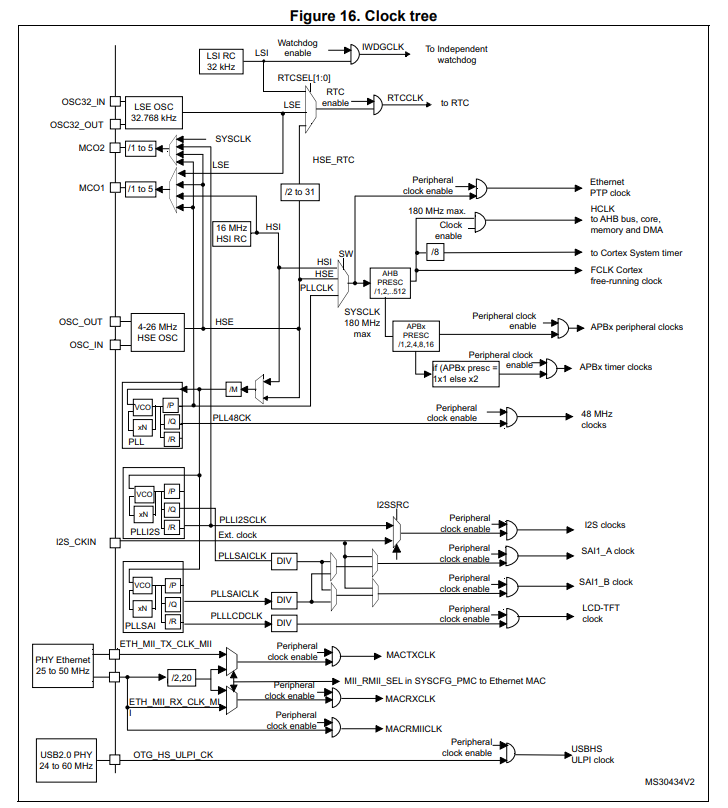 Figure 16. Clock tree
LSI RC
32 kHz
LSI
Watchdog
enable
IWDGCLK
To Independent
watchdog
RTCSEL[1:0]
OSC32_IN
OSC32_OUT
LSE OSC
32.768 kHz
LSE
RTC
enable
RTCCLK
to RTC
MCO2
/1 to 5
SYSCLK
LSE
HSE_RTC
MCO1
/1 to 5
/2 to 31
Peripheral
clock enable
Ethernet
PTP clock
16 MHz
HSI RC
HSI
180 MHz max.
Clock
enable
HCLK
to AHB bus, core,
memory and DMA
SW
HSI
HSE
PLLCLK
AHB
PRESC
/1,2,..512
/8
to Cortex System timer
FCLK Cortex
free-running clock
SYSCLK
180 MHz
max
OSC_OUT
OSC_IN
4-26 MHz
HSE OSC
HSE
APBx
PRESC
/1,2,4,8,16
Peripheral clock
enable
APBx peripheral clocks
if (APBx presc =
1x1 else x2
Peripheral clock
enable
APBx timer clocks
/M
VCO
xN
/P
/Q
/R
PLL
PLL48CK
Peripheral
clock enable
48 MHz
clocks
VCO
xN
/P
/Q
/R
PLLI2S
PLLI2SCLK
I2SSRC
Peripheral
clock enable
I2S clocks
I2S_CKIN
Ext. clock
PLLSAICLK
DIV
Peripheral
clock enable
SAI1_A clock
VCO
xN
/P
/Q
/R
PLLSAI
PLLSAICLK
DIV
Peripheral
clock enable
SAI1_B clock
PLLLCDCLK
DIV
Peripheral
clock enable
LCD-TFT
clock
PHY Ethernet
25 to 50 MHz
ETH_MII_TX_CLK_MII
/2,20
Peripheral
clock enable
MACTXCLK
MII_RMII_SEL in SYSCFG_PMC to Ethernet MAC
ETH_MII_RX_CLK_MI
I
Peripheral
clock enable
MACRXCLK
Peripheral
clock enable
MACRMIICLK
USB2.0 PHY
24 to 60 MHz
OTG_HS_ULPI_CK
Peripheral
clock enable
USBHS
ULPI clock
MS30434V2